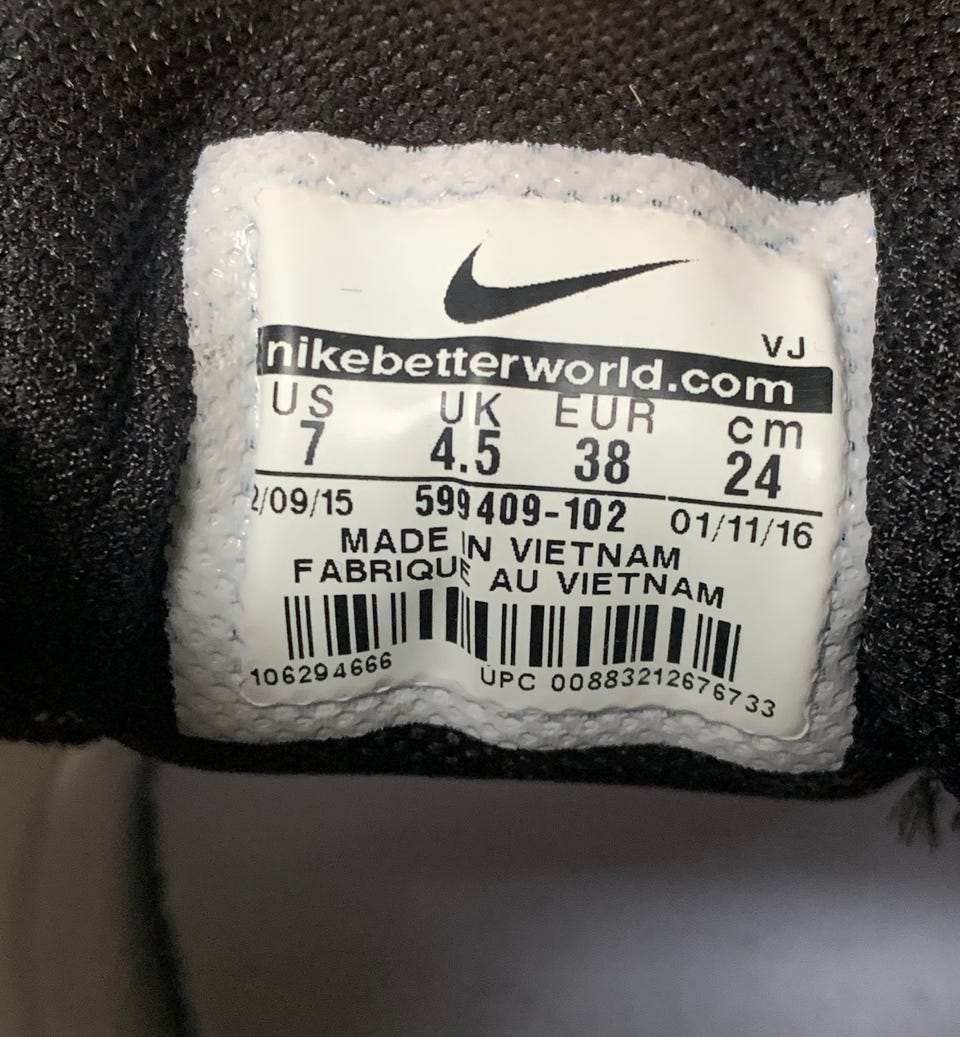 VJ
nikebetterworld.com
US UK EUR cm
7 4.5 38 24
2/09/15 599409-102 01/11/16
MADE IN VIETNAM
FABRIQUE AU VIETNAM
106294666 UPC 00883212676733